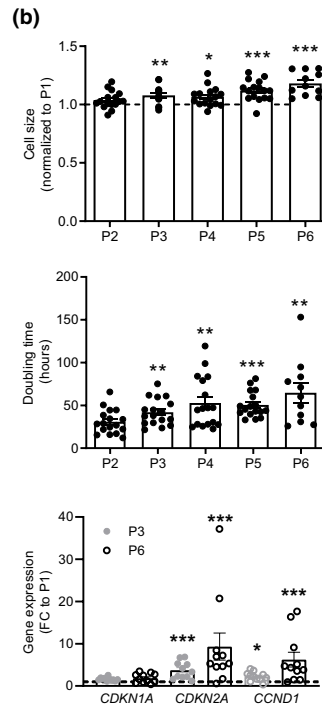 (b)
Cell size
(normalized to P1)
1.5
1.0
1.0
0.5
0.0
** * *** ***
P2 P3 P4 P5 P6
Doubling time
(hours)
200
150
100
50
0
** ** *** **
P2 P3 P4 P5 P6
Gene expression
(FC to P1)
40
30
20
10
0
P3
P6
*** *** * ***
CDKN1A CDKN2A CCND1